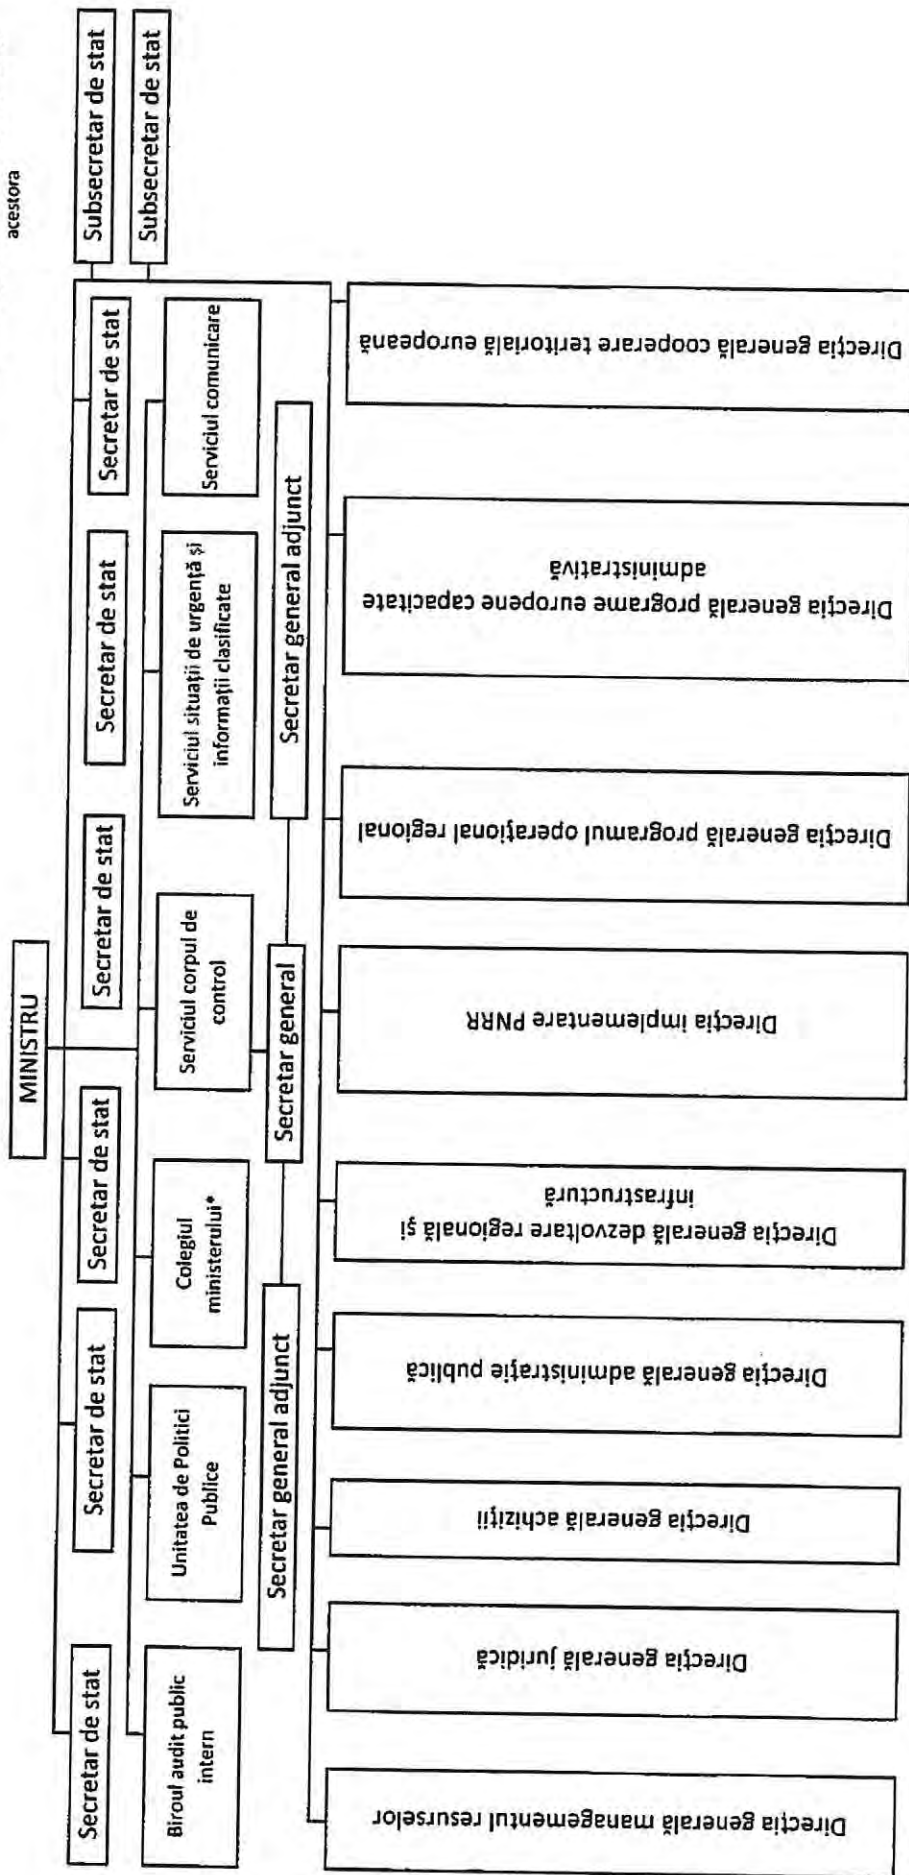 acestora
MINISTRU
Subsecretar de stat
Subsecretar de stat
Secretar de stat
Secretar de stat
Secretar de stat
Secretar de stat
Secretar de stat
Secretar de stat
Biroul audit public
intern
Unitatea de Politici
Publice
Colegiul
ministerului*
Serviciul corpul de
control
Serviciul situații de urgență și
informații clasificate
Serviciul comunicare
Secretar general adjunct
Secretar general
Secretar general adjunct
Direcția generală managementul resurselor
Direcția generală juridică
Direcția generală achiziții
Direcția generală administrație publică
Direcția generală dezvoltare regională și
infrastructură
Direcția implementare PNRR
Direcția generală programul operațional regional
Direcția generală programe europene capacitate
administrativă
Direcția generală cooperare teritorială europeană